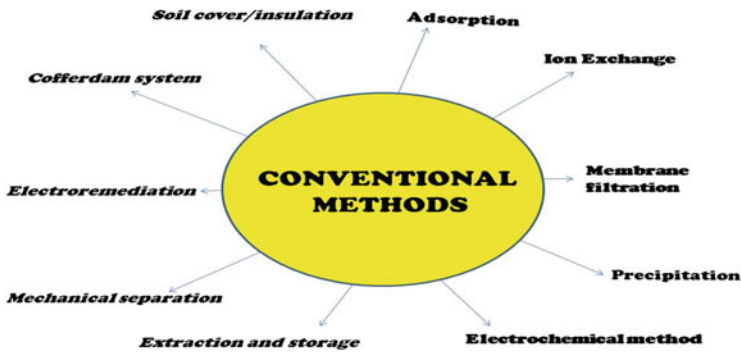 Soil cover/insulation
Adsorption
Ion Exchange
Cofferdam system
Membrane
filtration
CONVENTIONAL
METHODS
Electroremediation
Precipitation
Mechanical separation
Extraction and storage
Electrochemical method